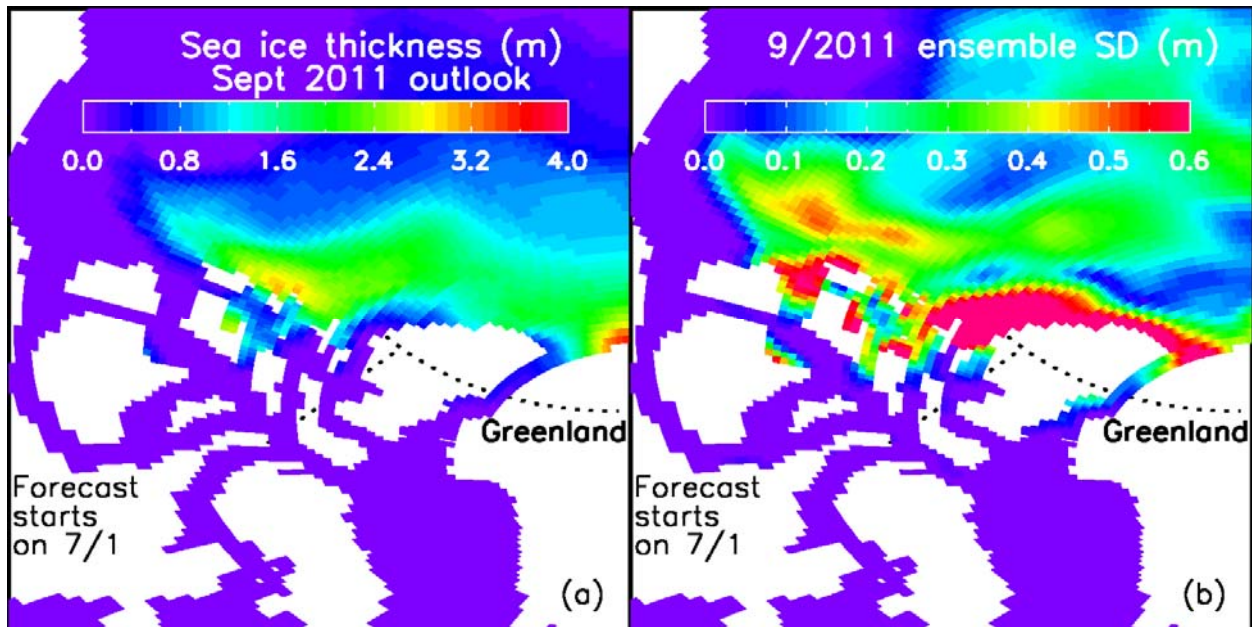 Sea ice thickness (m)
Sept 2011 outlook
0.0 0.8 1.6 2.4 3.2 4.0
Greenland
Forecast
starts
on 7/1
(a)
9/2011 ensemble SD (m)
0.0 0.1 0.2 0.3 0.4 0.5 0.6
Greenland
Forecast
starts
on 7/1
(b)